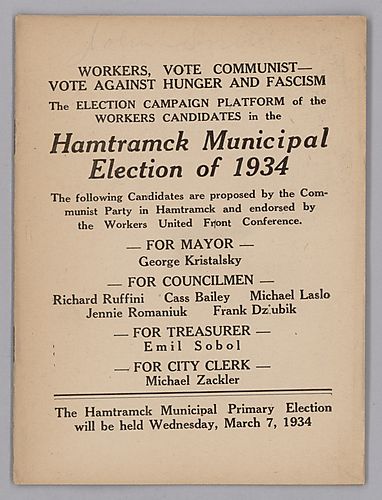 WORKERS, VOTE COMMUNIST—
VOTE AGAINST HUNGER AND FASCISM
The ELECTION CAMPAIGN PLATFORM of the
WORKERS CANDIDATES in the
Hamtramck Municipal
Election of 1934
The following Candidates are proposed by the Com-
munist Party in Hamtramck and endorsed by
the Workers United Front Conference.
— FOR MAYOR —
George Kristalsky
— FOR COUNCILMEN —
Richard Ruffini Cass Bailey Michael Laslo
Jennie Romaniuk Frank Dzubik
— FOR TREASURER —
Emil Sobol
— FOR CITY CLERK —
Michael Zackler
The Hamtramck Municipal Primary Election
will be held Wednesday, March 7, 1934